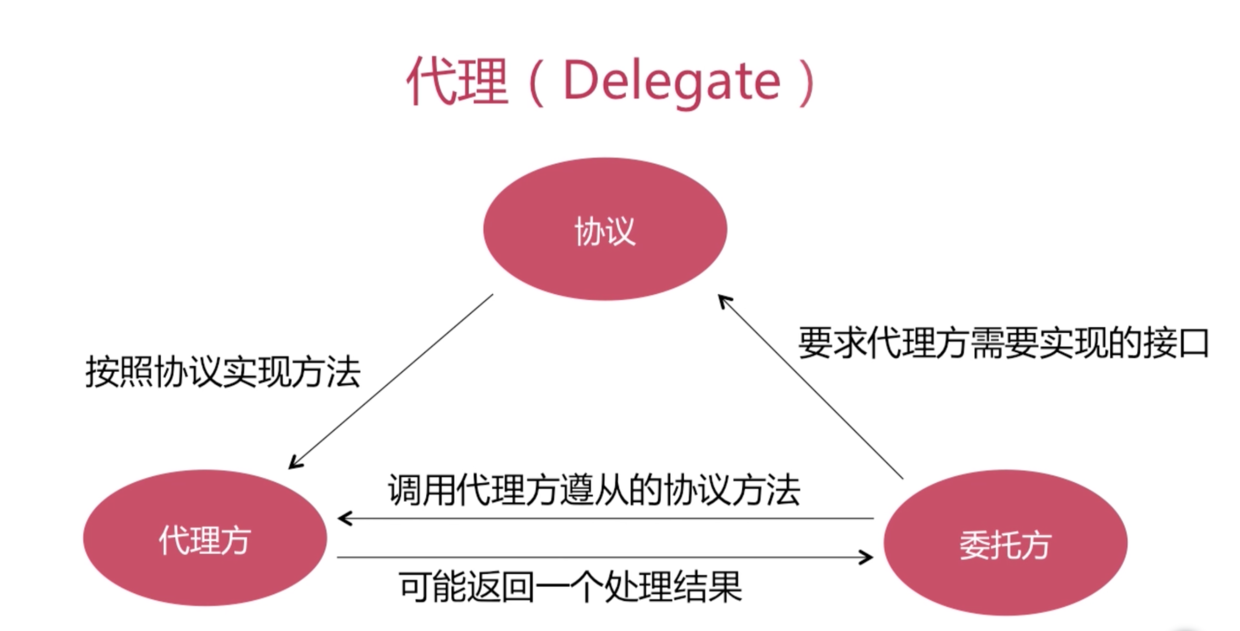 代理（Delegate）
协议
要求代理方需要实现的接口
按照协议实现方法
调用代理方遵从的协议方法
代理方
委托方
可能返回一个处理结果